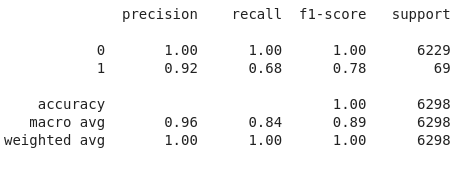 precision recall f1-score support
0 1.00 1.00 1.00 6229
1 0.92 0.68 0.78 69
accuracy 1.00 6298
macro avg 0.96 0.84 0.89 6298
weighted avg 1.00 1.00 1.00 6298